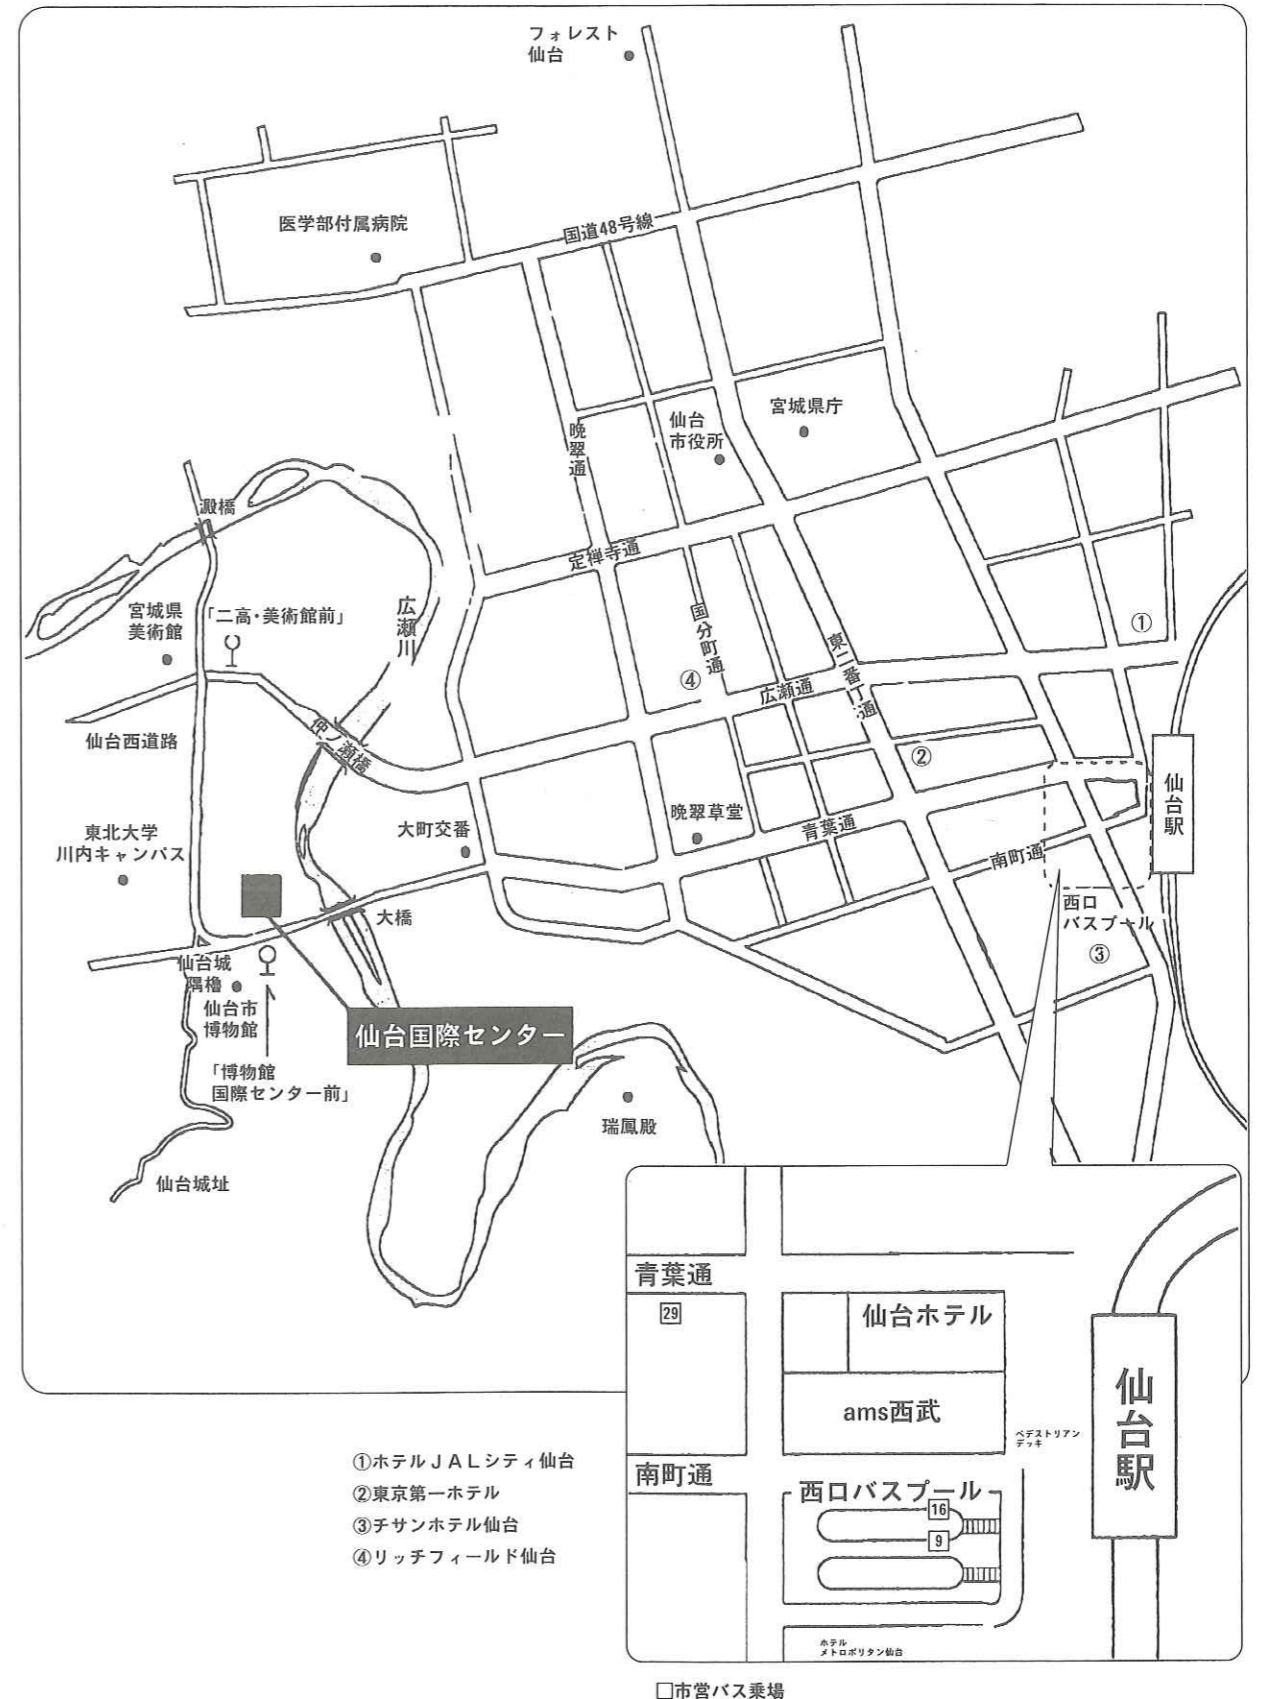 フォレスト
仙台
医学部付属病院
国道48号線
晩翠通
仙台
市役所
宮城県庁
澱橋
定禅寺通
宮城県
美術館
「二高・美術館前」
広瀬川
国分町通
東二番丁通
①
④
広瀬通
仙台西道路
仲ノ瀬橋
②
仙台駅
東北大学
川内キャンパス
大町交番
晩翠草堂
青葉通
南町通
大橋
西口
バスプール
③
仙台城
隅櫓
仙台市
博物館
仙台国際センター
「博物館
国際センター前」
瑞鳳殿
仙台城址
青葉通
29
仙台ホテル
ams西武
ペデストリアン
デッキ
仙台駅
南町通
西口バスプール
16
9
ホテル
メトロポリタン仙台
①ホテルJALシティ仙台
②東京第一ホテル
③チサンホテル仙台
④リッチフィールド仙台
□市営バス乗場